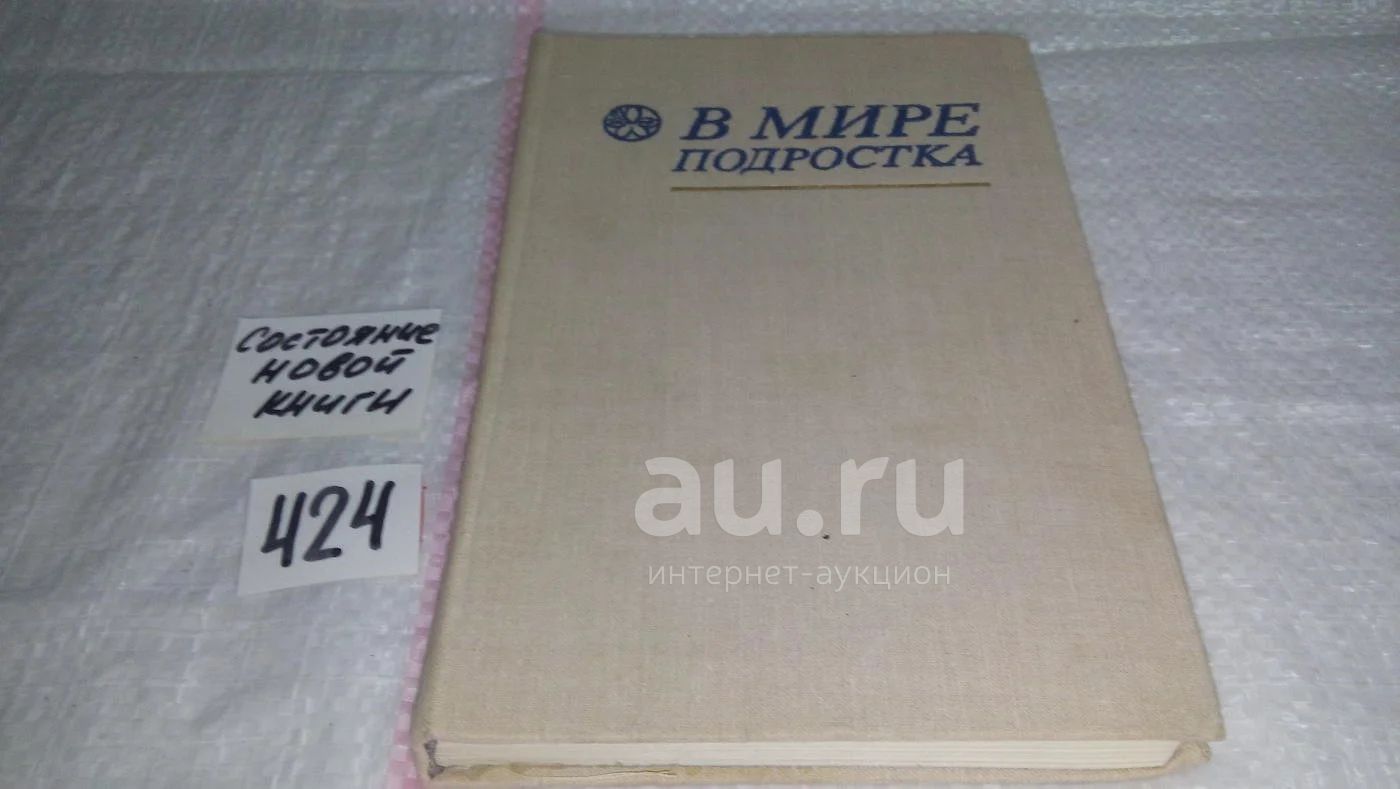 В МИРЕ
ПОДРОСТКА
Состояние
новой
книги
424
au.ru
интернет-аукцион